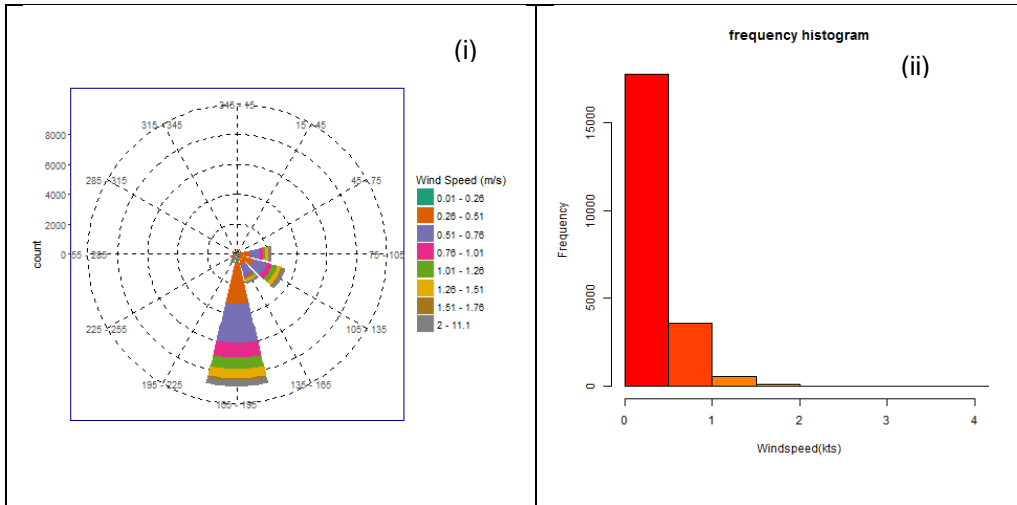 (i)
345 - 15
315 - 345
15 - 45
8000
285 - 315
6000
45 - 75
4000
2000
0
55 - 285
75 - 105
count
225 - 255
105 - 135
195 - 225
135 - 165
165 - 195
Wind Speed (m/s)
0.01 - 0.26
0.26 - 0.51
0.51 - 0.76
0.76 - 1.01
1.01 - 1.26
1.26 - 1.51
1.51 - 1.76
2 - 11.1
frequency histogram
(ii)
15000
10000
5000
0
Frequency
0 1 2 3 4
Windspeed(kts)